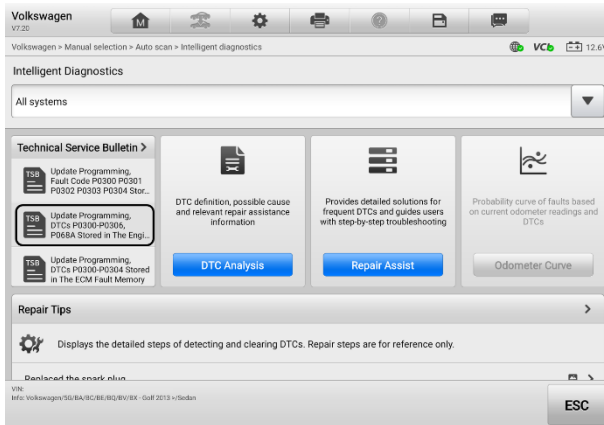 Volkswagen
V7.20
M
?
Volkswagen > Manual selection > Auto scan > Intelligent diagnostics
VCI
12.6V
Intelligent Diagnostics
All systems
Technical Service Bulletin >
TSB
Update Programming,
Fault Code P0300 P0301
P0302 P0303 P0304 Stor...
TSB
Update Programming,
DTCs P0300-P0306,
P068A Stored in The Engi...
TSB
Update Programming,
DTCs P0300-P0304 Stored
in The ECM Fault Memory
DTC definition, possible cause
and relevant repair assistance
information
DTC Analysis
Provides detailed solutions for
frequent DTCs and guides users
with step-by-step troubleshooting
Repair Assist
Probability curve of faults based
on current odometer readings and
DTCs
Odometer Curve
Repair Tips
>
Displays the detailed steps of detecting and clearing DTCs. Repair steps are for reference only.
Replaced the spark plug
>
VIN:
Info: Volkswagen/5G/BA/BC/BE/BQ/BV/BX - Golf 2013 >/Sedan
ESC